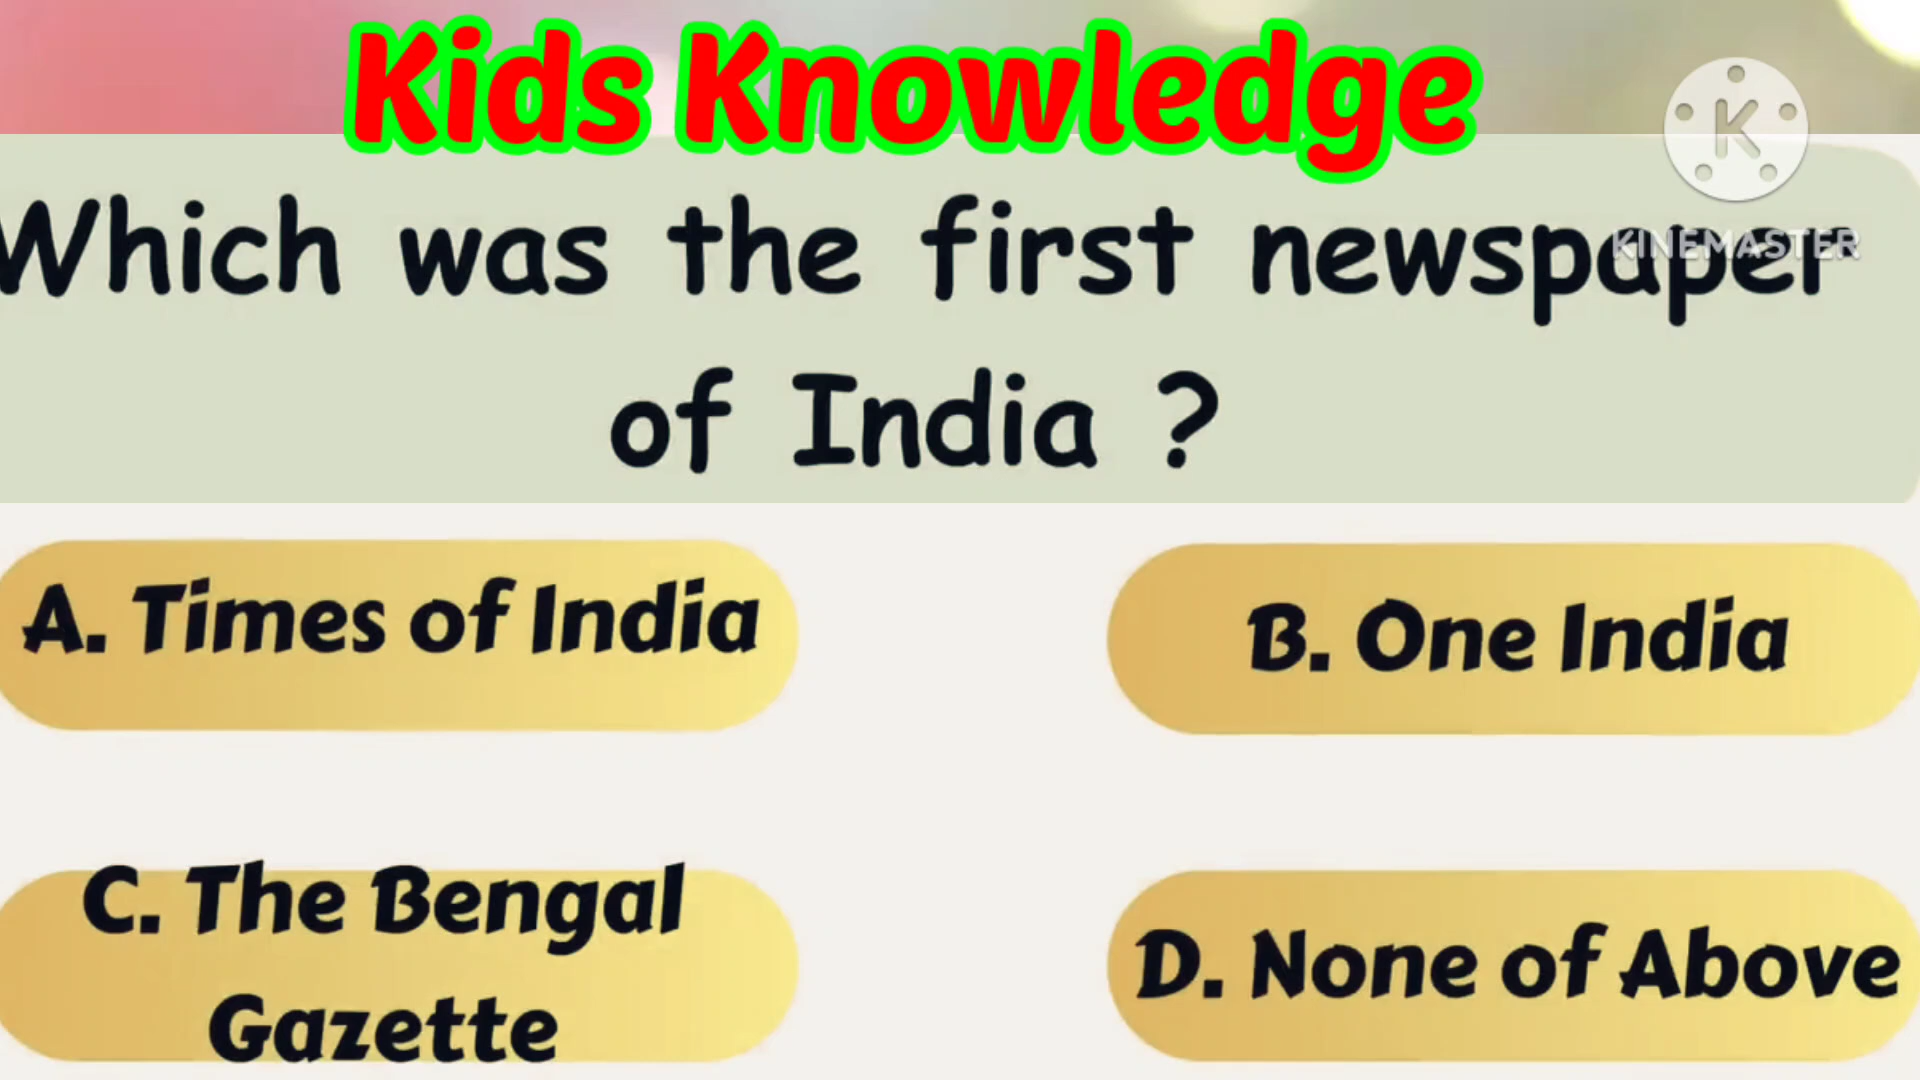 Kids Knowledge
K
KINEMASTER
Which was the first newspaper
of India ?
A. Times of India
B. One India
C. The Bengal
Gazette
D. None of Above